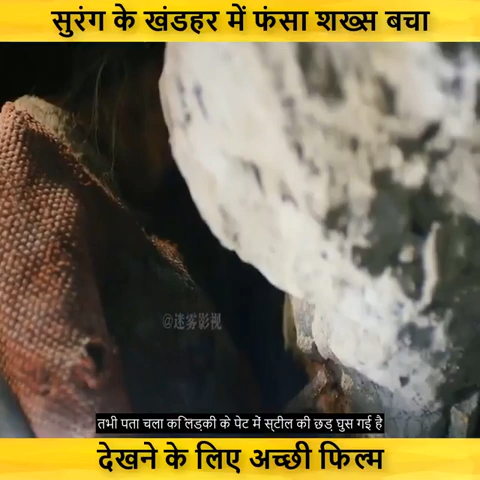 सुरंग के खंडहर में फंसा शख्स बचा
@迷雾影视
तभी पता चला कि लड़की के पेट में स्टील की छड़ घुस गई है
देखने के लिए अच्छी फिल्म